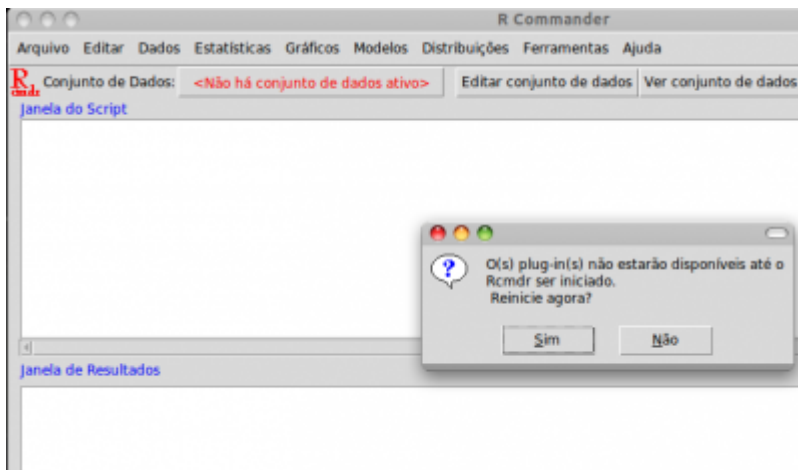 R Commander
Arquivo Editar Dados Estatísticas Gráficos Modelos Distribuições Ferramentas Ajuda
R cmdr Conjunto de Dados: <Não há conjunto de dados ativo> Editar conjunto de dados Ver conjunto de dados
Janela do Script
O(s) plug-in(s) não estarão disponíveis até o
Rcmdr ser iniciado.
Reinicie agora?
Sim Não
Janela de Resultados